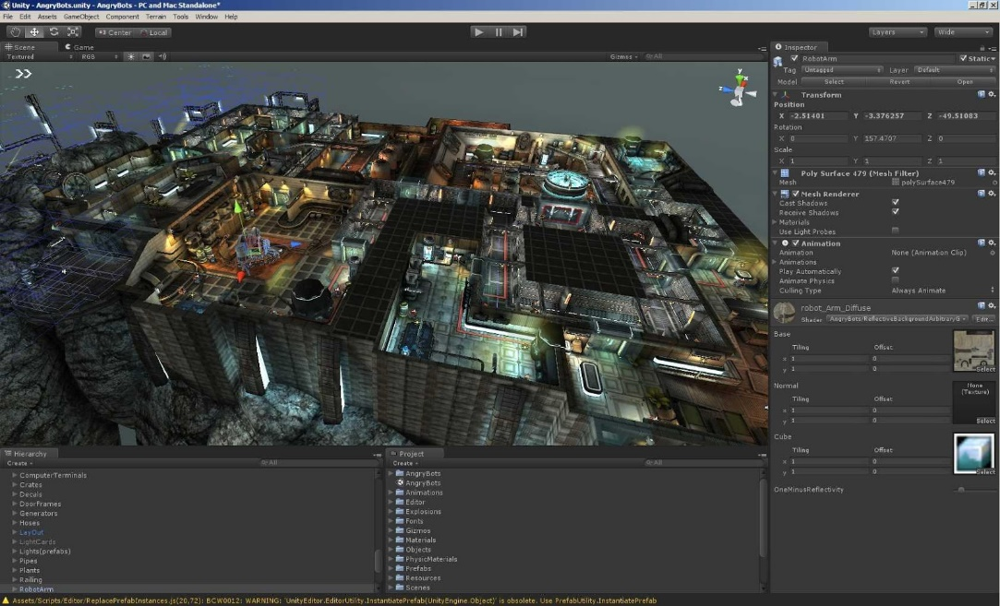 Unity - AngryBots.unity - AngryBots - PC and Mac Standalone*
File Edit Assets GameObject Component Terrain Tools Window Help
Center Local Layers Wide
Scene Game
Textured RGB Gizmos All
y
x
z
Inspector
RobotArm Static
Tag Untagged Layer Default
Model Select Revert Open
Transform
Position
X -2.51401 Y -3.376257 Z -49.51083
Rotation
X 0 Y 157.4707 Z 0
Scale
X 1 Y 1 Z 1
Poly Surface 479 (Mesh Filter)
Mesh polySurface479
Mesh Renderer
Cast Shadows
Receive Shadows
Materials
Use Light Probes
Animation
Animation None (Animation Clip)
Animations
Play Automatically
Animate Physics
Culling Type Always Animate
robot_Arm_Diffuse
Shader AngryBots/ReflectiveBackgroundArbitraryG Edit...
Base
Tiling Offset
x 1 0
y 1 0
Select
Normal
None
(Texture)
Tiling Offset
x 1 0
y 1 0
Select
Cube
Tiling Offset
x 1 0
y 1 0
Select
OneMinusReflectivity
Hierarchy
Create All
ComputerTerminals
Crates
Decals
DoorFrames
Generators
Hoses
LayOut
LightCards
Lights(prefabs)
Pipes
Plants
Railing
RobotArm
Project
Create All
AngryBots
AngryBots
Animations
Editor
Explosions
Fonts
Gizmos
Materials
Objects
PhysicMaterials
Prefabs
Resources
Scenes
Assets/Scripts/Editor/ReplacePrefabInstances.js(20,72): BCW0012: WARNING: 'UnityEditor.EditorUtility.InstantiatePrefab(UnityEngine.Object)' is obsolete. Use PrefabUtility.InstantiatePrefab